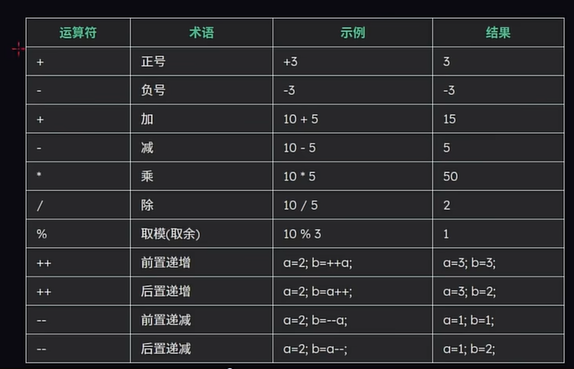 运算符 术语 示例 结果
+ 正号 +3 3
- 负号 -3 -3
+ 加 10 + 5 15
- 减 10 - 5 5
* 乘 10 * 5 50
/ 除 10 / 5 2
% 取模(取余) 10 % 3 1
++ 前置递增 a=2; b=++a; a=3; b=3;
++ 后置递增 a=2; b=a++; a=3; b=2;
-- 前置递减 a=2; b=--a; a=1; b=1;
-- 后置递减 a=2; b=a--; a=1; b=2;